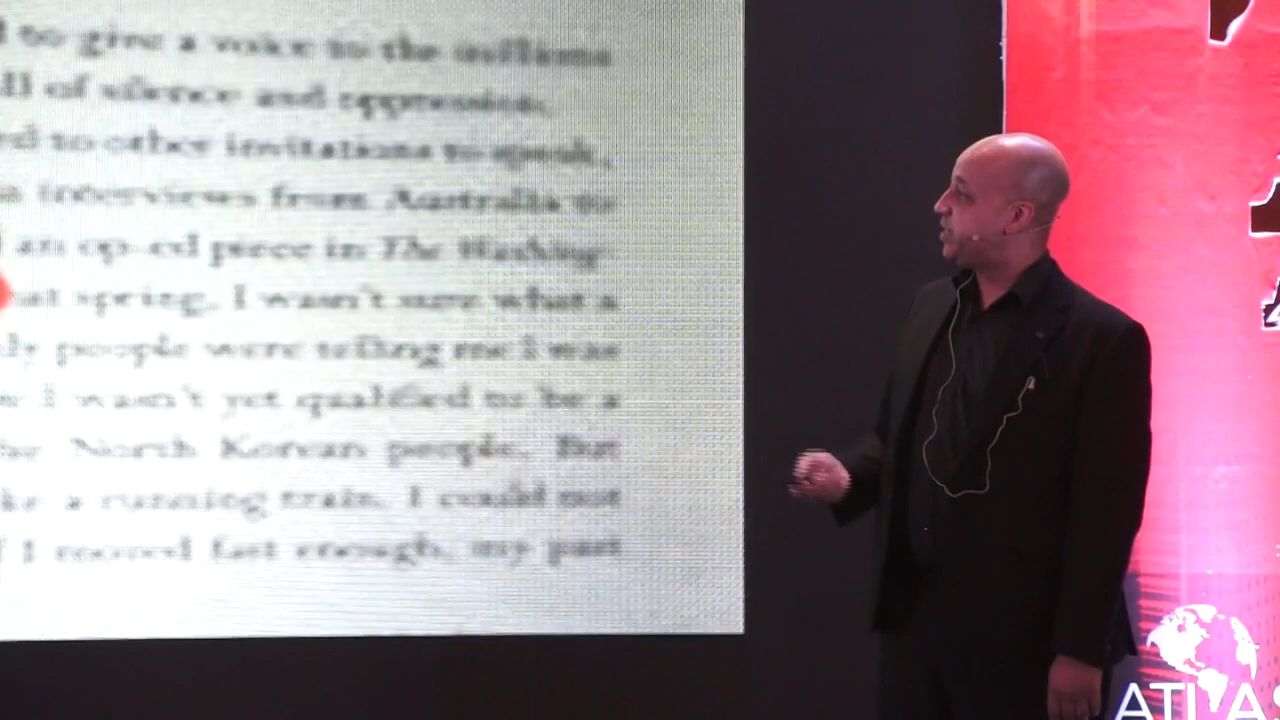 to give a voice to the millions
of silence and oppression.
to other invitations to speak,
interviews from Australia to
an op-ed piece in The Washing-
spring, I wasn't sure what a
people were telling me I was
I wasn't yet qualified to be a
North Korean people. But
a running train. I could not
I moved fast enough, my past
ATLAS